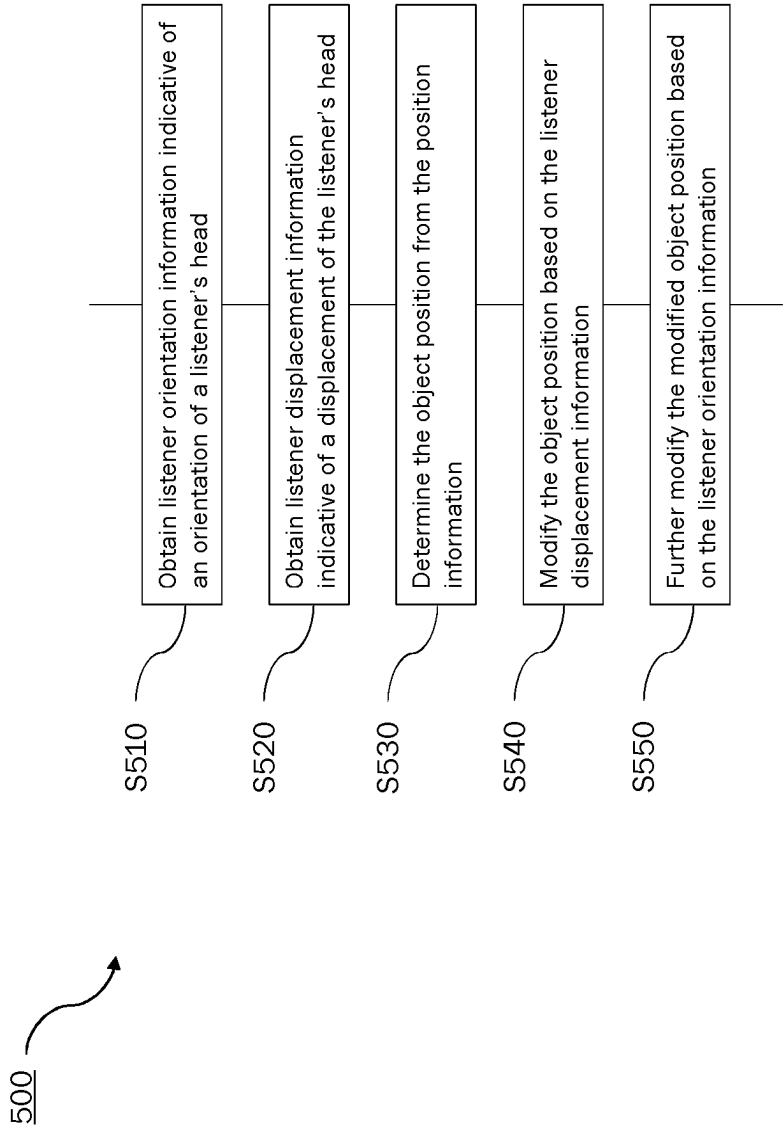 500
S510
Obtain listener orientation information indicative of
an orientation of a listener's head
S520
Obtain listener displacement information
indicative of a displacement of the listener's head
S530
Determine the object position from the position
information
S540
Modify the object position based on the listener
displacement information
S550
Further modify the modified object position based
on the listener orientation information